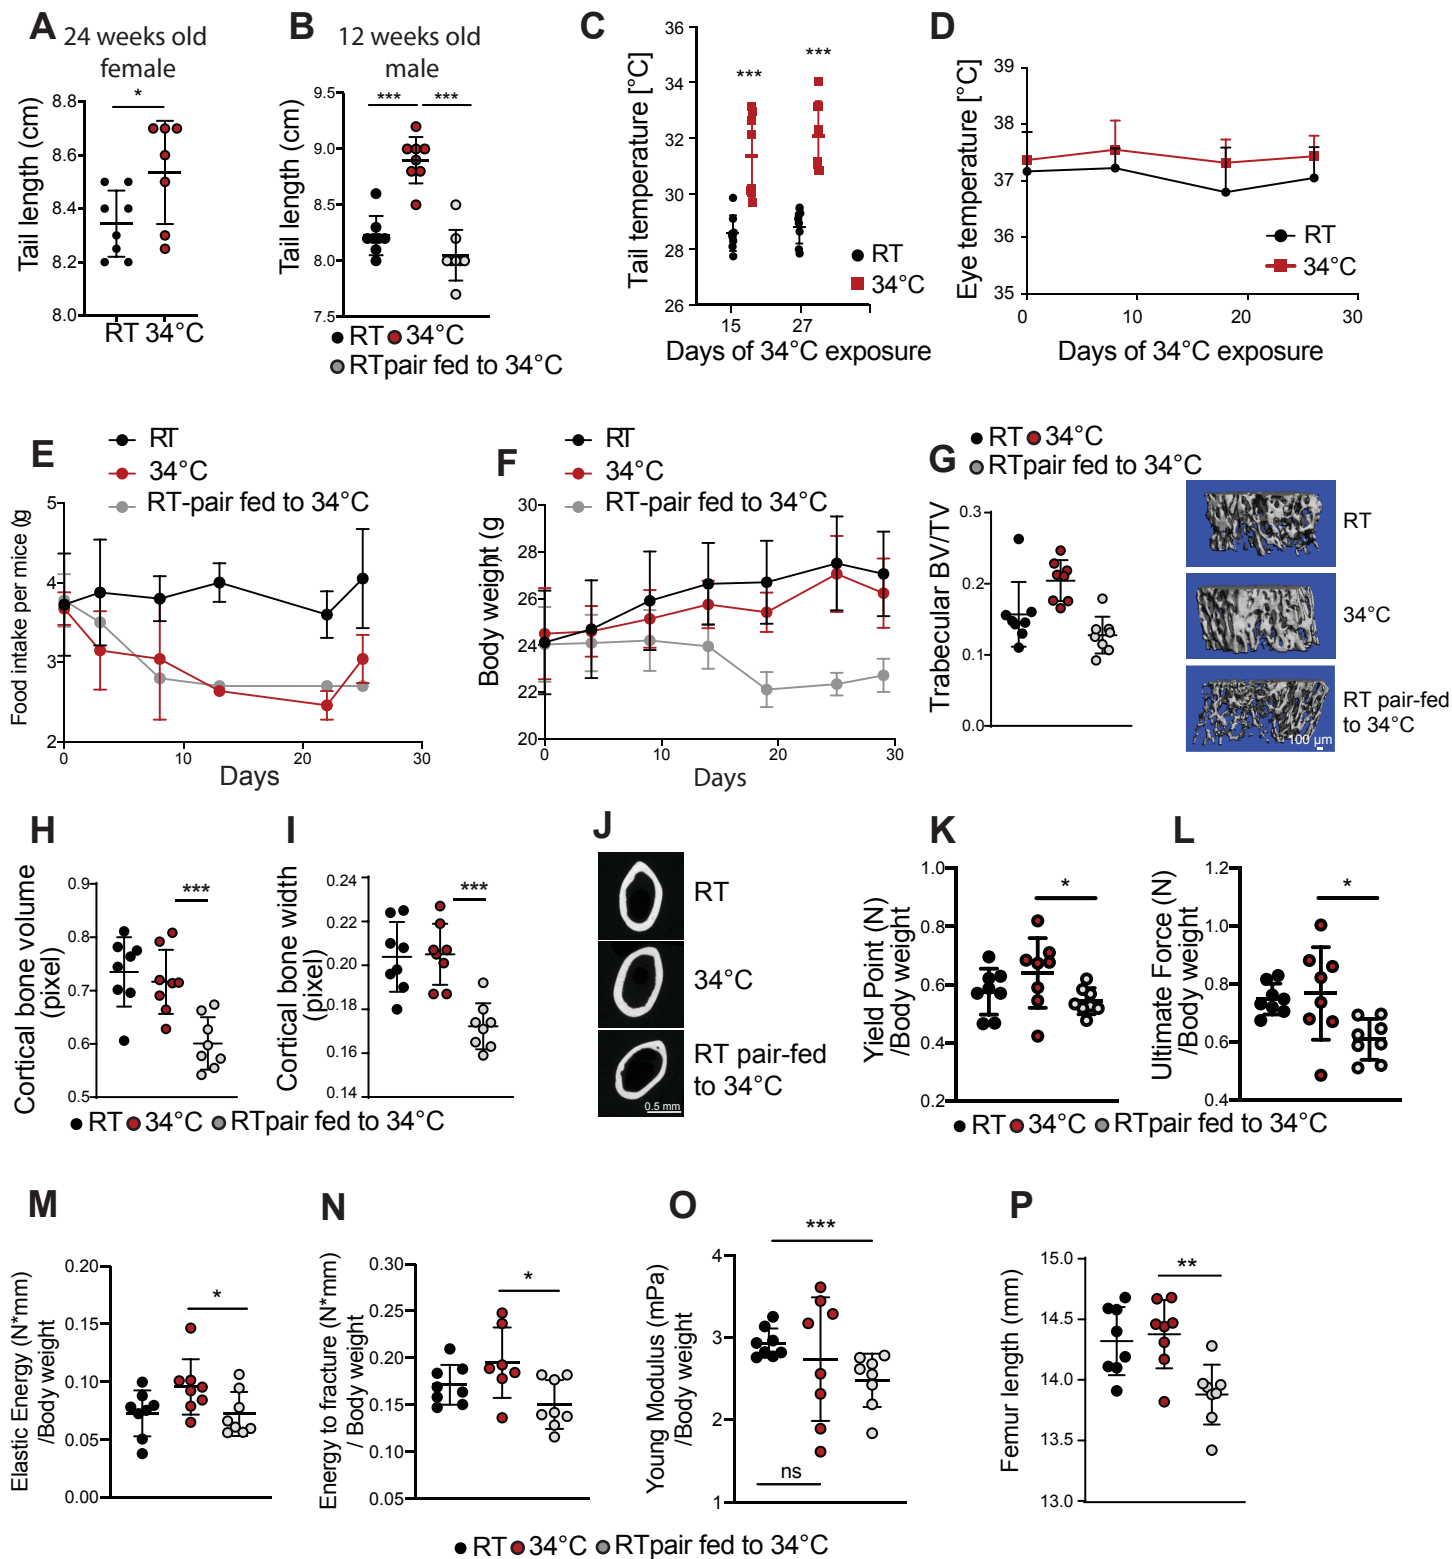 A
24 weeks old
female
Tail length (cm)
8.8
8.6
8.4
8.2
8.0
*
RT 34°C
B
12 weeks old
male
Tail length (cm)
9.5
9.0
8.5
8.0
7.5
*** ***
RT 34°C
RTpair fed to 34°C
C
Tail temperature [°C]
36
34
32
30
28
26
***
***
RT
34°C
15 27
Days of 34°C exposure
D
Eye temperature [°C]
39
38
37
36
35
RT
34°C
0 10 20 30
Days of 34°C exposure
E
RT
34°C
RT-pair fed to 34°C
Food intake per mice (g
5
4
3
2
0 10 20 30
Days
F
RT
34°C
RT-pair fed to 34°C
Body weight (g
30
28
26
24
22
20
0 10 20 30
Days
G
RT 34°C
RTpair fed to 34°C
Trabecular BV/TV
0.3
0.2
0.1
0.0
RT
34°C
RT pair-fed
to 34°C
100 µm
H
Cortical bone volume
(pixel)
0.9
0.8
0.7
0.6
0.5
***
I
Cortical bone width
(pixel)
0.24
0.22
0.20
0.18
0.16
0.14
***
RT 34°C RTpair fed to 34°C
J
RT
34°C
RT pair-fed
to 34°C
0.5 mm
K
Yield Point (N)
/Body weight
1.0
0.8
0.6
0.4
0.2
*
L
Ultimate Force (N)
/Body weight
1.2
1.0
0.8
0.6
0.4
*
RT 34°C RTpair fed to 34°C
M
Elastic Energy (N*mm)
/Body weight
0.20
0.15
0.10
0.05
0.00
*
N
Energy to fracture (N*mm)
/ Body weight
0.30
0.25
0.20
0.15
0.10
0.05
*
O
Young Modulus (mPa)
/Body weight
4
3
2
1
***
ns
P
Femur length (mm)
15.0
14.5
14.0
13.5
13.0
**
RT 34°C RTpair fed to 34°C